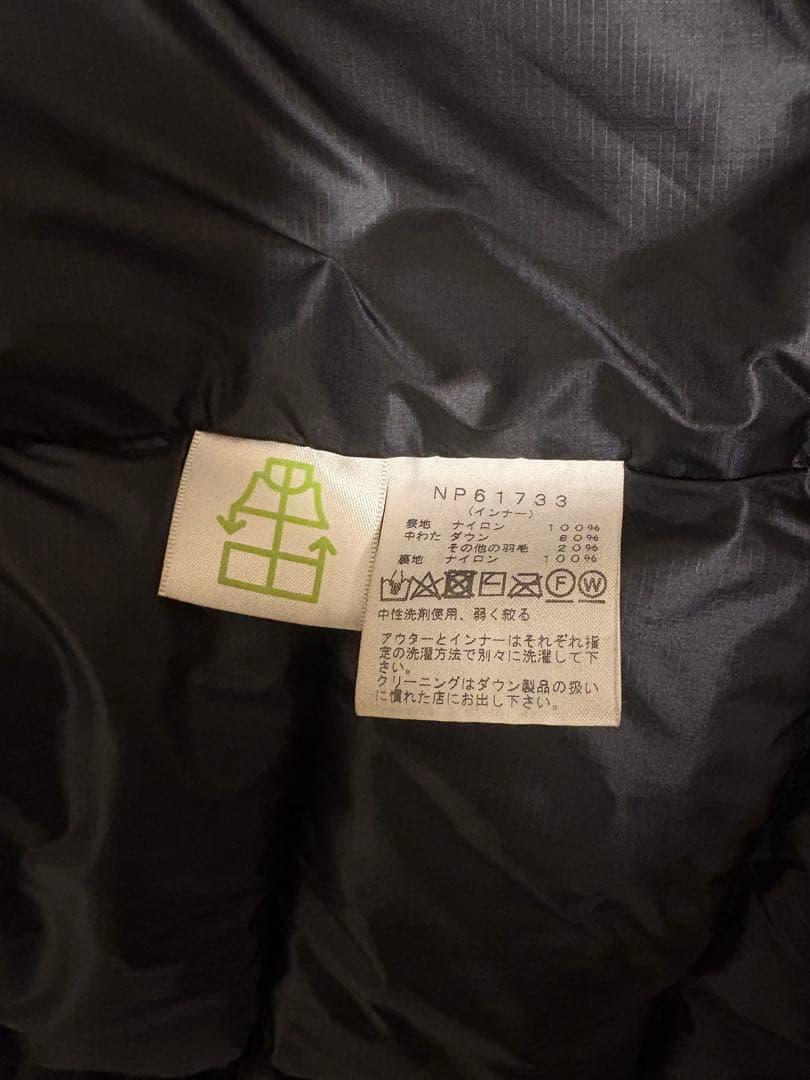 NP61733
(インナー)
表地 ナイロン 100%
中わた ダウン 80%
その他の羽毛 20%
裏地 ナイロン 100%
F W
中性洗剤使用、弱く絞る
アウターとインナーはそれぞれ指
定の洗濯方法で別々に洗濯して下
さい。
クリーニングはダウン製品の扱い
に慣れた店にお出し下さい。